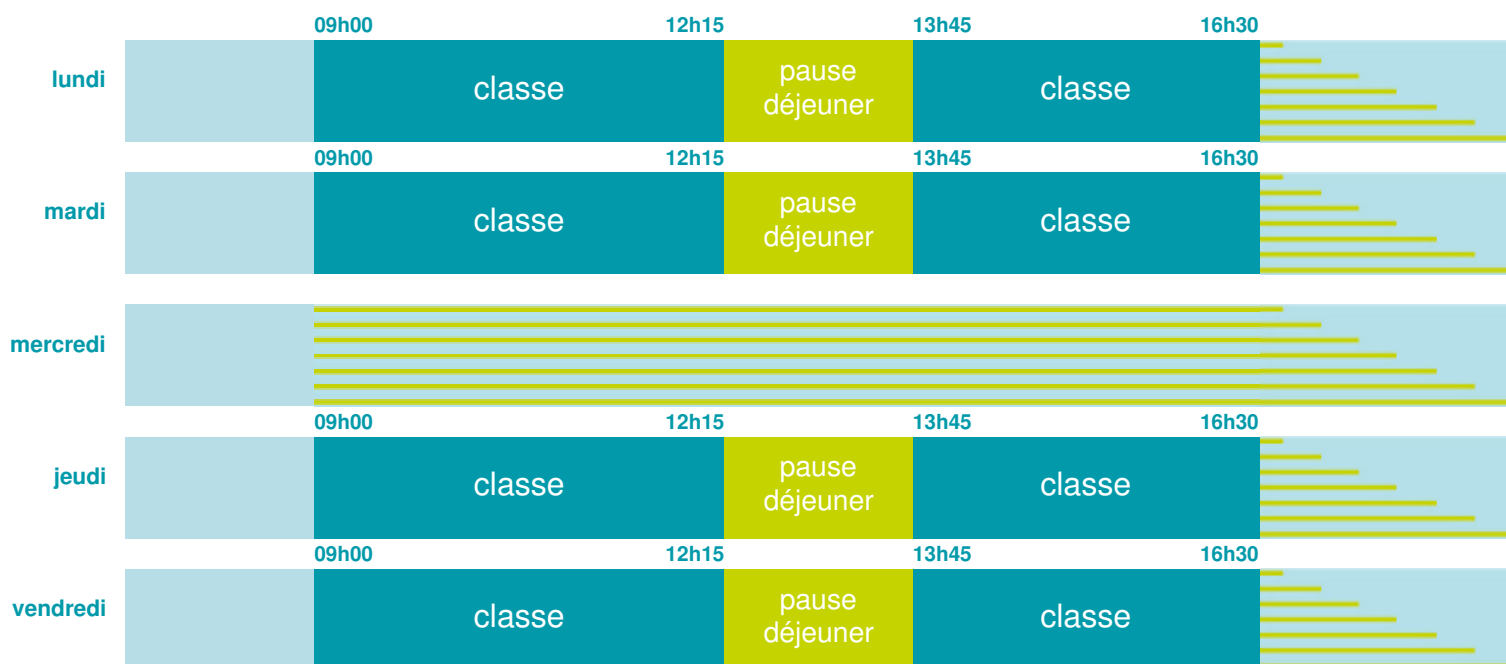 09h00 12h15 13h45 16h30
lundi classe pause déjeuner classe
09h00 12h15 13h45 16h30
mardi classe pause déjeuner classe
mercredi
09h00 12h15 13h45 16h30
jeudi classe pause déjeuner classe
09h00 12h15 13h45 16h30
vendredi classe pause déjeuner classe